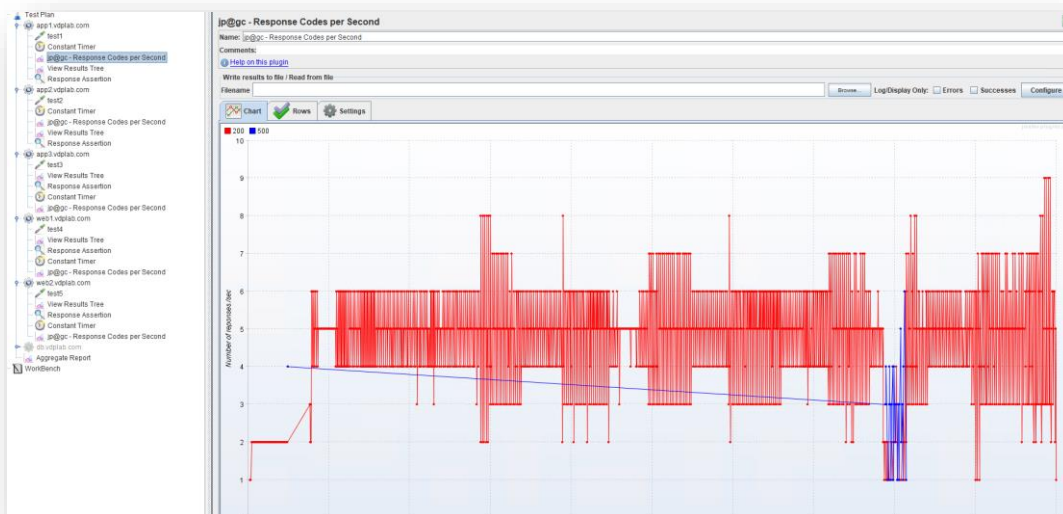 Test Plan
app1.vdplab.com
test1
Constant Timer
jp@gc - Response Codes per Second
View Results Tree
Response Assertion
app2.vdplab.com
test2
Constant Timer
jp@gc - Response Codes per Second
View Results Tree
Response Assertion
app3.vdplab.com
test3
View Results Tree
Response Assertion
Constant Timer
jp@gc - Response Codes per Second
web1.vdplab.com
test4
View Results Tree
Response Assertion
Constant Timer
jp@gc - Response Codes per Second
web2.vdplab.com
test5
View Results Tree
Response Assertion
Constant Timer
jp@gc - Response Codes per Second
db.vdplab.com
Aggregate Report
WorkBench
jp@gc - Response Codes per Second
Name: jp@gc - Response Codes per Second
Comments:
Help on this plugin
Write results to file / Read from file
Filename Browse... Log/Display Only: Errors Successes Configure
Chart Rows Settings
200 500
10
9
8
7
6
5
4
3
2
1
Number of reponses /sec